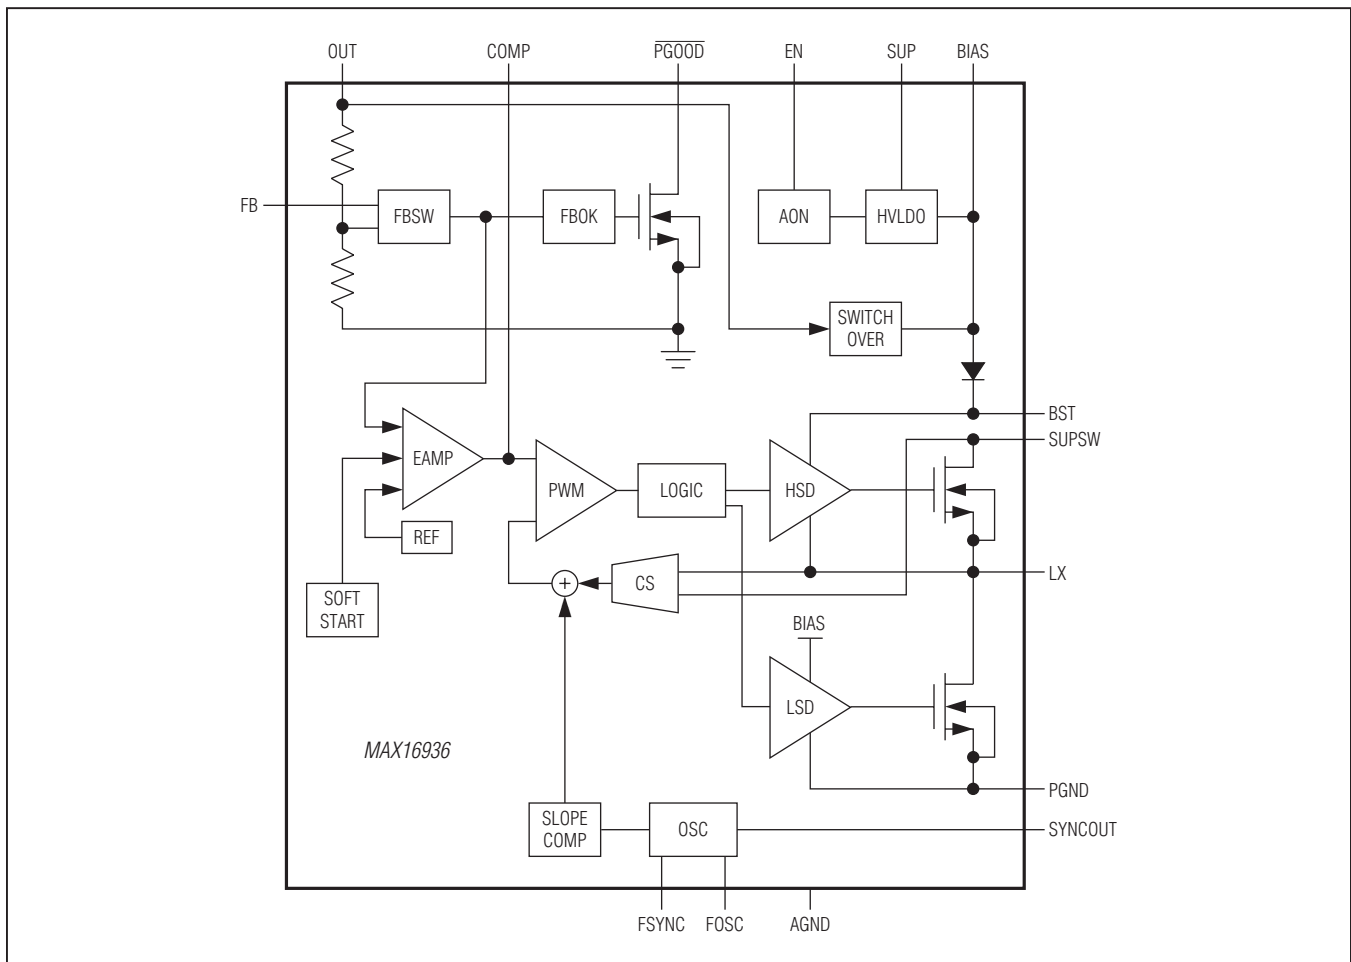 OUT COMP PGOOD EN SUP BIAS
FB
FBSW
FBOK
AON
HVLDO
SWITCH
OVER
BST
SUPSW
EAMP
PWM
LOGIC
HSD
REF
CS
LX
SOFT
START
BIAS
LSD
MAX16936
PGND
SLOPE
COMP
OSC
SYNCOUT
FSYNC FOSC AGND
+